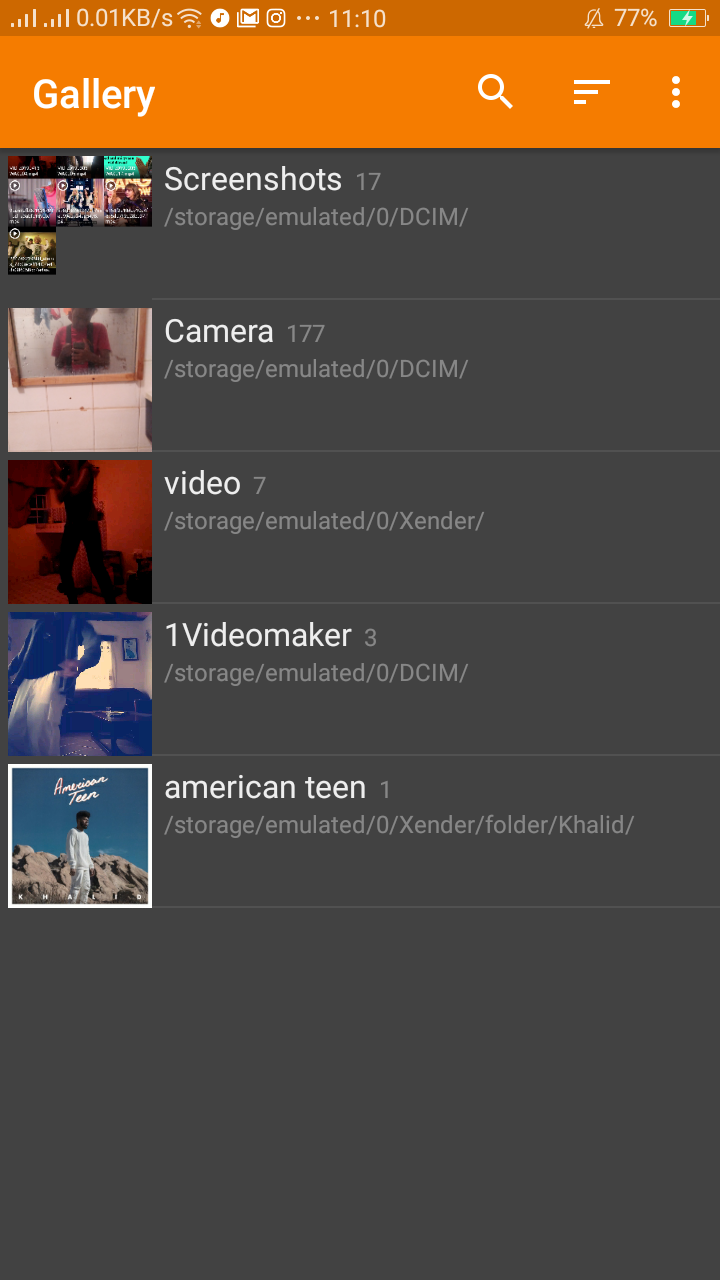 0.01KB/s 11:10 77%
Gallery
Screenshots 17
/storage/emulated/0/DCIM/
Camera 177
/storage/emulated/0/DCIM/
video 7
/storage/emulated/0/Xender/
1Videomaker 3
/storage/emulated/0/DCIM/
American
Teen
KHALID
american teen 1
/storage/emulated/0/Xender/folder/Khalid/